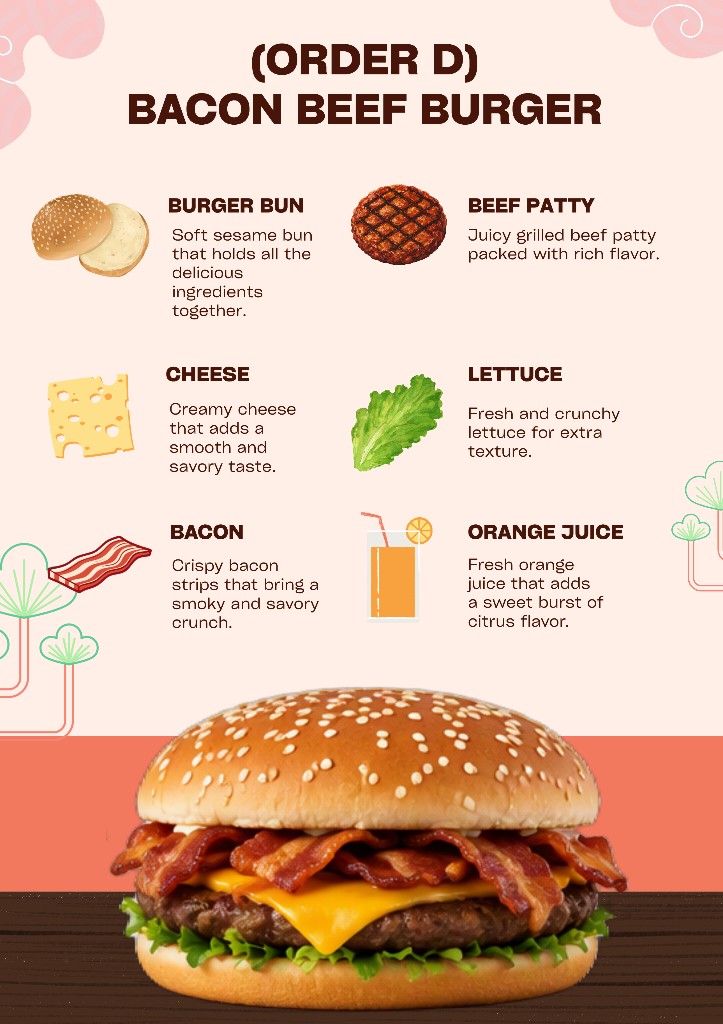 (ORDER D)
BACON BEEF BURGER
BURGER BUN
Soft sesame bun
that holds all the
delicious
ingredients
together.
BEEF PATTY
Juicy grilled beef patty
packed with rich flavor.
CHEESE
Creamy cheese
that adds a
smooth and
savory taste.
LETTUCE
Fresh and crunchy
lettuce for extra
texture.
BACON
Crispy bacon
strips that bring a
smoky and savory
crunch.
ORANGE JUICE
Fresh orange
juice that adds
a sweet burst of
citrus flavor.